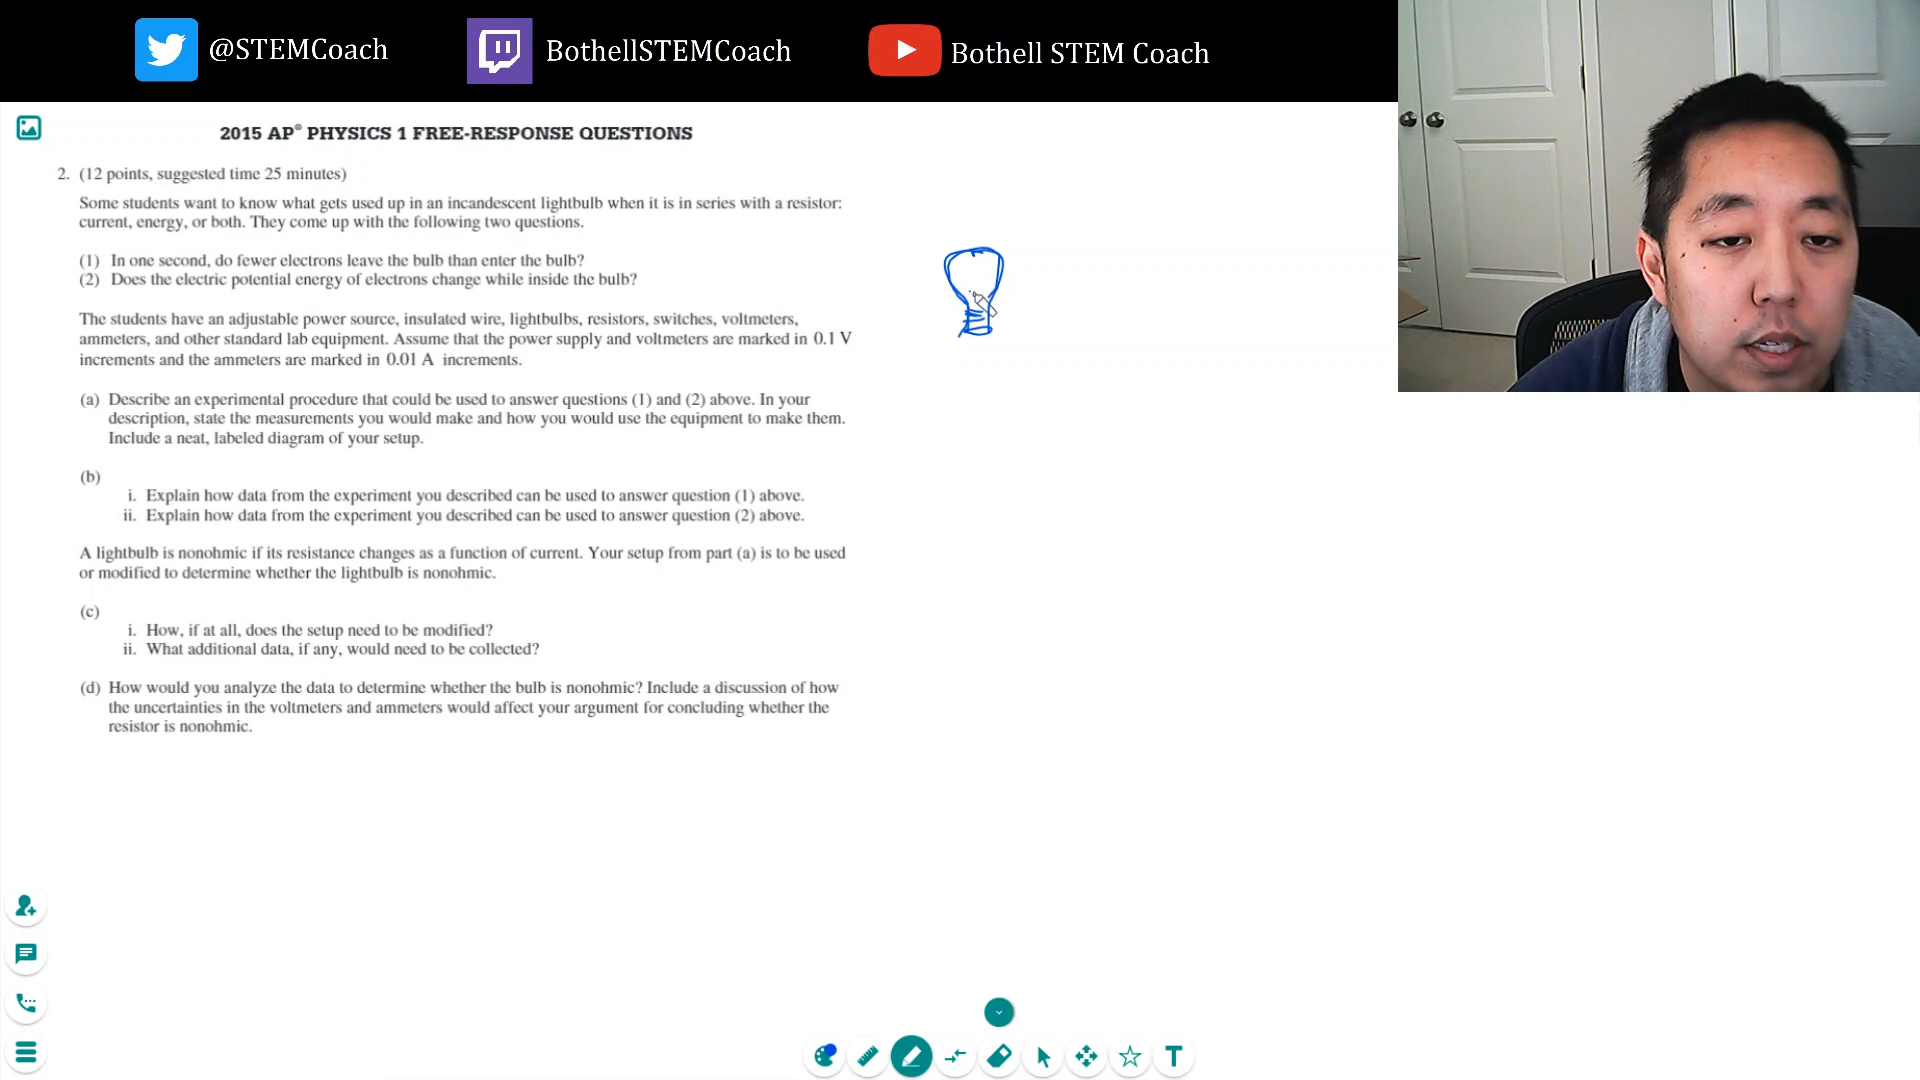 @STEMCoach
BothellSTEMCoach
Bothell STEM Coach
2015 AP® PHYSICS 1 FREE-RESPONSE QUESTIONS
2. (12 points, suggested time 25 minutes)
Some students want to know what gets used up in an incandescent lightbulb when it is in series with a resistor:
current, energy, or both. They come up with the following two questions.
(1) In one second, do fewer electrons leave the bulb than enter the bulb?
(2) Does the electric potential energy of electrons change while inside the bulb?
The students have an adjustable power source, insulated wire, lightbulbs, resistors, switches, voltmeters,
ammeters, and other standard lab equipment. Assume that the power supply and voltmeters are marked in 0.1 V
increments and the ammeters are marked in 0.01 A increments.
(a) Describe an experimental procedure that could be used to answer questions (1) and (2) above. In your
description, state the measurements you would make and how you would use the equipment to make them.
Include a neat, labeled diagram of your setup.
(b)
i. Explain how data from the experiment you described can be used to answer question (1) above.
ii. Explain how data from the experiment you described can be used to answer question (2) above.
A lightbulb is nonohmic if its resistance changes as a function of current. Your setup from part (a) is to be used
or modified to determine whether the lightbulb is nonohmic.
(c)
i. How, if at all, does the setup need to be modified?
ii. What additional data, if any, would need to be collected?
(d) How would you analyze the data to determine whether the bulb is nonohmic? Include a discussion of how
the uncertainties in the voltmeters and ammeters would affect your argument for concluding whether the
resistor is nonohmic.
T